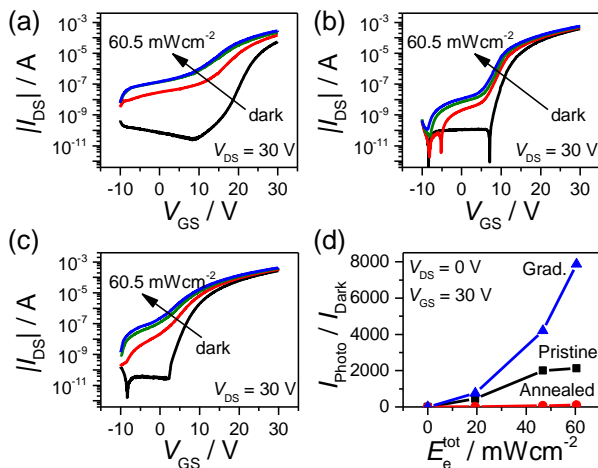 (a)
10⁻³
10⁻⁵
10⁻⁷
10⁻⁹
10⁻¹¹
|I_DS| / A
60.5 mWcm⁻²
dark
V_DS = 30 V
-10 0 10 20 30
V_GS / V
(b)
10⁻³
10⁻⁵
10⁻⁷
10⁻⁹
10⁻¹¹
|I_DS| / A
60.5 mWcm⁻²
dark
V_DS = 30 V
-10 0 10 20 30
V_GS / V
(c)
10⁻³
10⁻⁵
10⁻⁷
10⁻⁹
10⁻¹¹
|I_DS| / A
60.5 mWcm⁻²
dark
V_DS = 30 V
-10 0 10 20 30
V_GS / V
(d)
8000
6000
4000
2000
0
I_Photo / I_Dark
V_DS = 0 V
V_GS = 30 V
Grad.
Pristine
Annealed
0 20 40 60
E_e^tot / mWcm⁻²